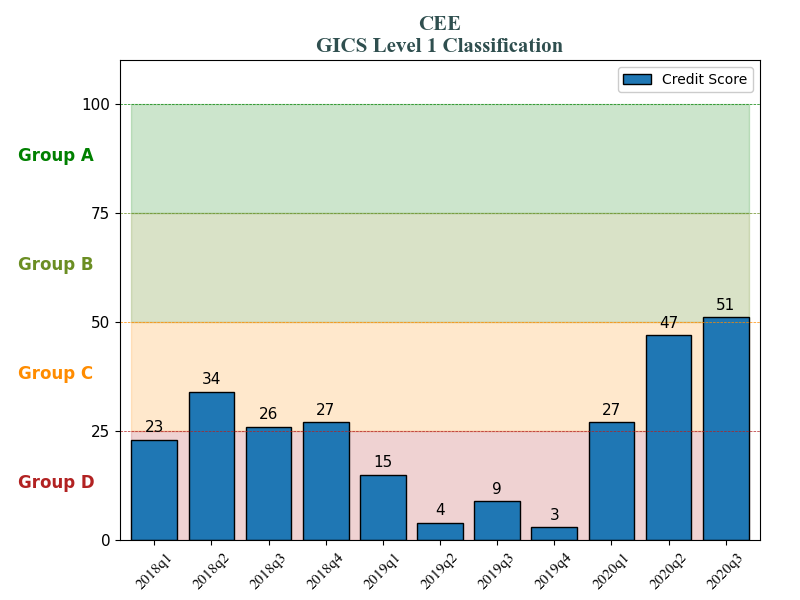 CEE
GICS Level 1 Classification
Credit Score
100
Group A
75
Group B
50
Group C
25
Group D
0
23
34
26
27
15
4
9
3
27
47
51
2018q1
2018q2
2018q3
2018q4
2019q1
2019q2
2019q3
2019q4
2020q1
2020q2
2020q3